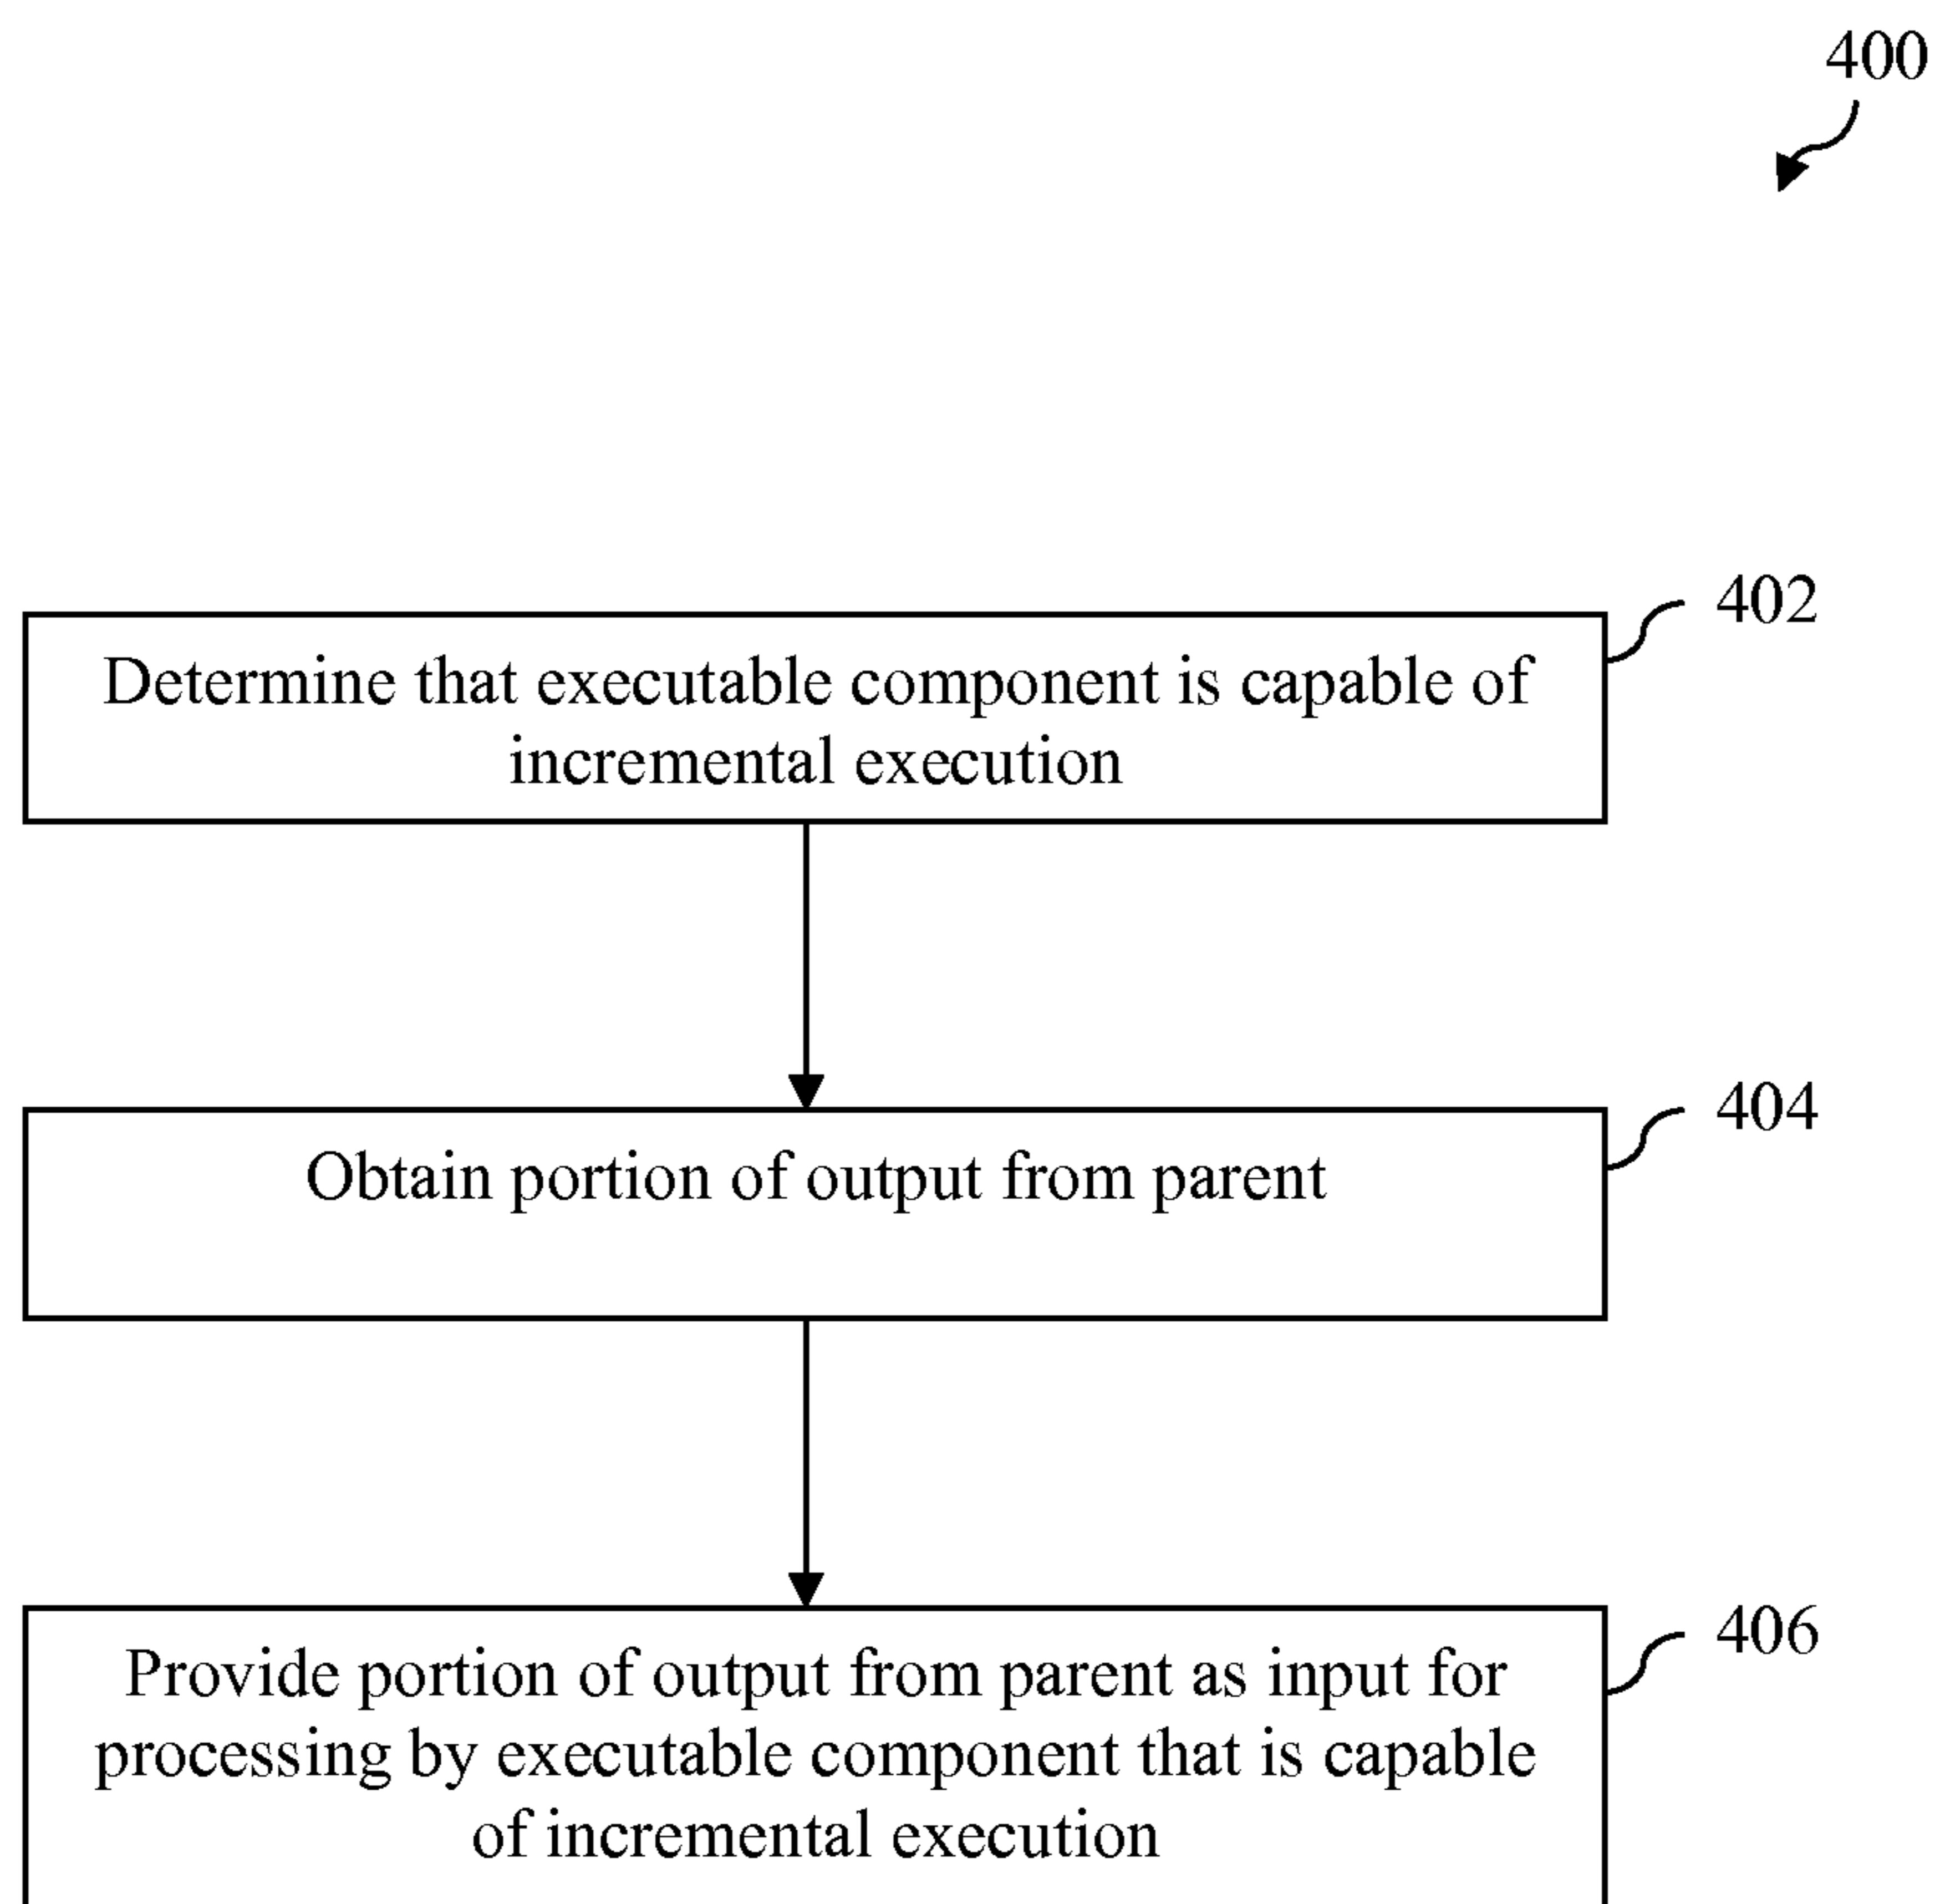 400
402
Determine that executable component is capable of
incremental execution
404
Obtain portion of output from parent
406
Provide portion of output from parent as input for
processing by executable component that is capable
of incremental execution